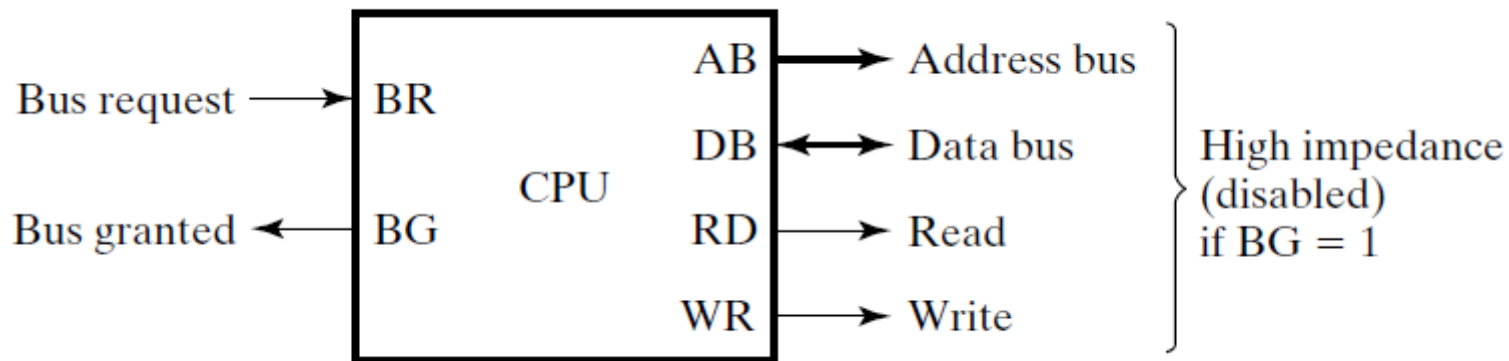 Bus request
BR
Bus granted
BG
CPU
AB
Address bus
DB
Data bus
RD
Read
WR
Write
High impedance
(disabled)
if BG = 1